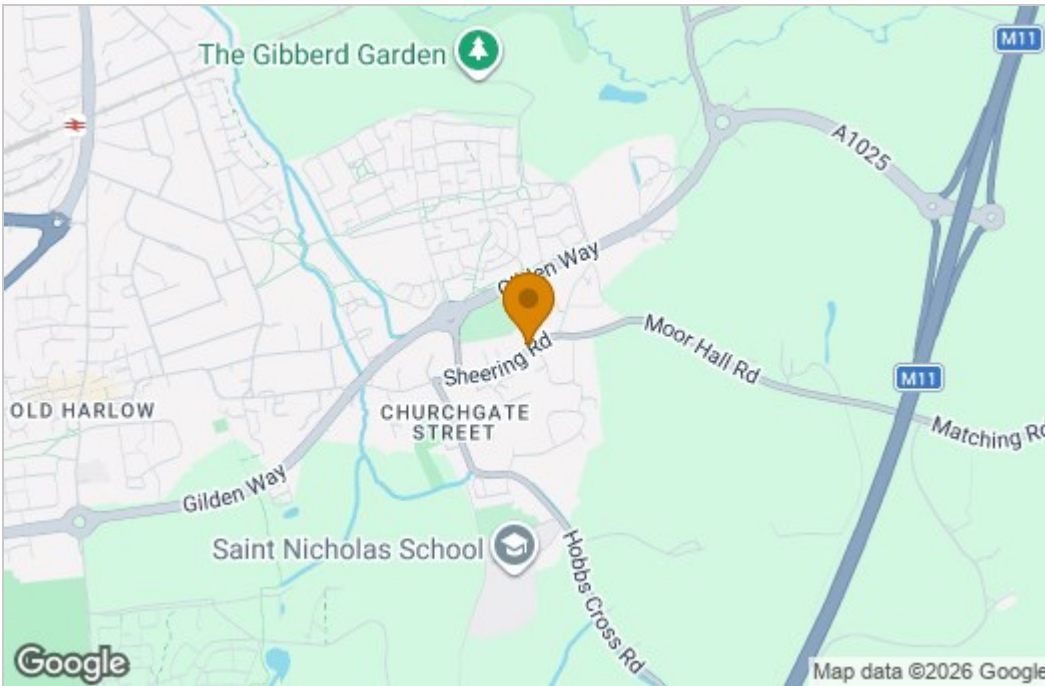 The Gibberd Garden
M11
A1025
Gilden Way
Moor Hall Rd
Sheering Rd
M11
OLD HARLOW
CHURCHGATE
STREET
Matching Rd
Gilden Way
Saint Nicholas School
Hobbs Cross Rd
Google
Map data ©2026 Google